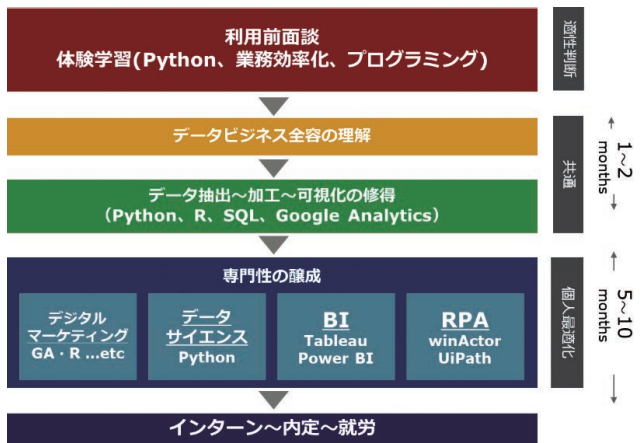 利用前面談
体験学習(Python、業務効率化、プログラミング)
適性判断
データビジネス全容の理解
データ抽出～加工～可視化の修得
（Python、R、SQL、Google Analytics）
共通
1～2
months
専門性の醸成
デジタル
マーケティング
GA・R ...etc
データ
サイエンス
Python
BI
Tableau
Power BI
RPA
winActor
UiPath
個人最適化
5～10
months
インターン～内定～就労